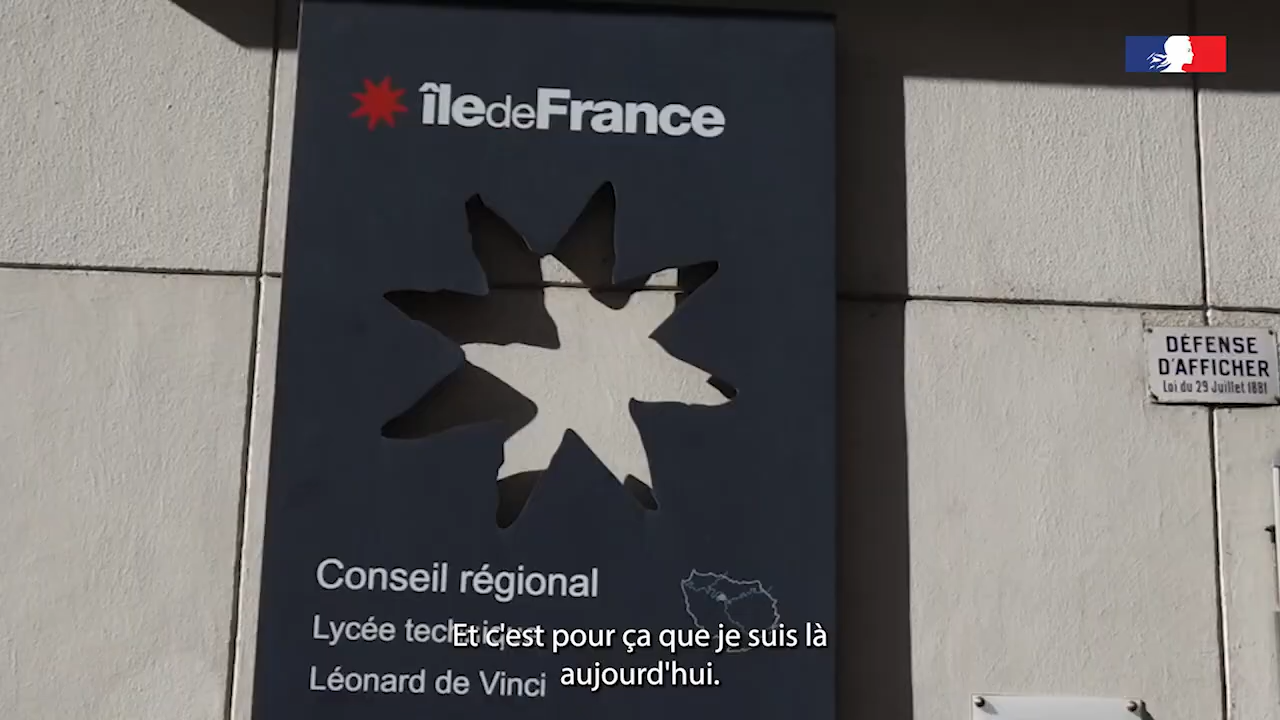 îledeFrance
DÉFENSE
D'AFFICHER
Loi du 29 Juillet 1881
Conseil régional
Lycée technique
Léonard de Vinci
Et c'est pour ça que je suis là
aujourd'hui.